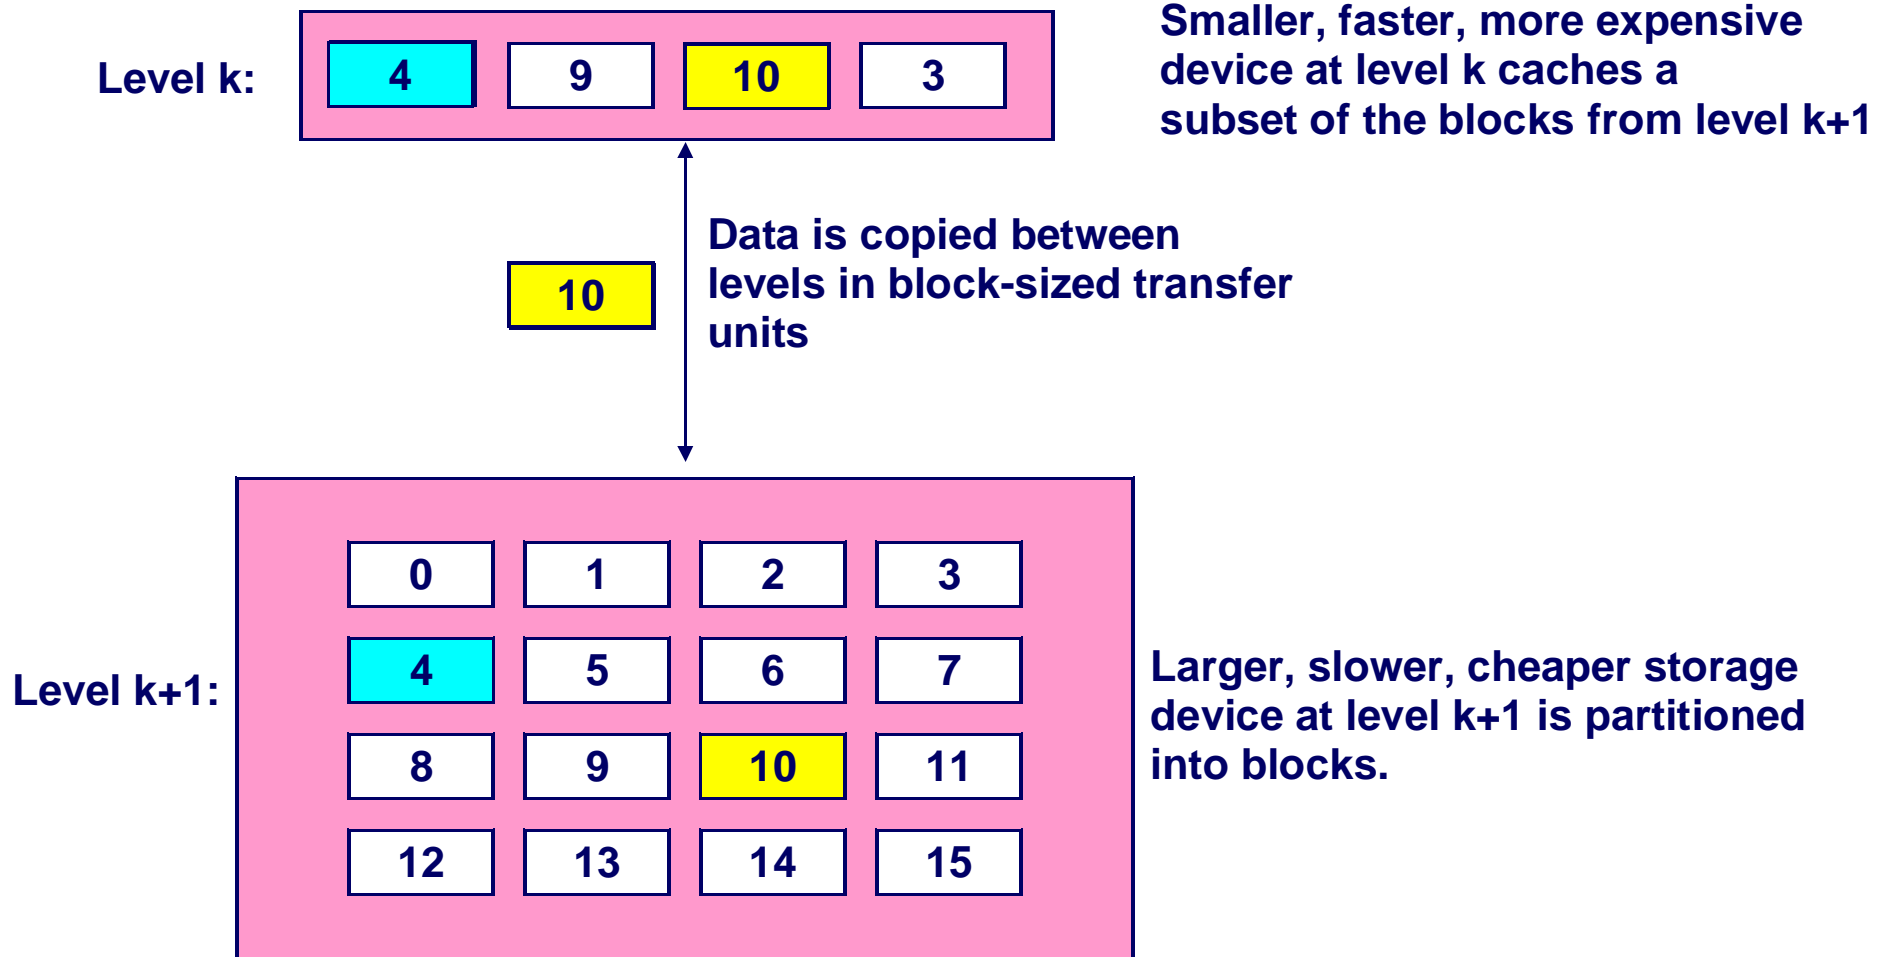 Smaller, faster, more expensive
device at level k caches a
subset of the blocks from level k+1
Level k:
4 9 10 3
Data is copied between
levels in block-sized transfer
units
10
Level k+1:
0 1 2 3
4 5 6 7
8 9 10 11
12 13 14 15
Larger, slower, cheaper storage
device at level k+1 is partitioned
into blocks.